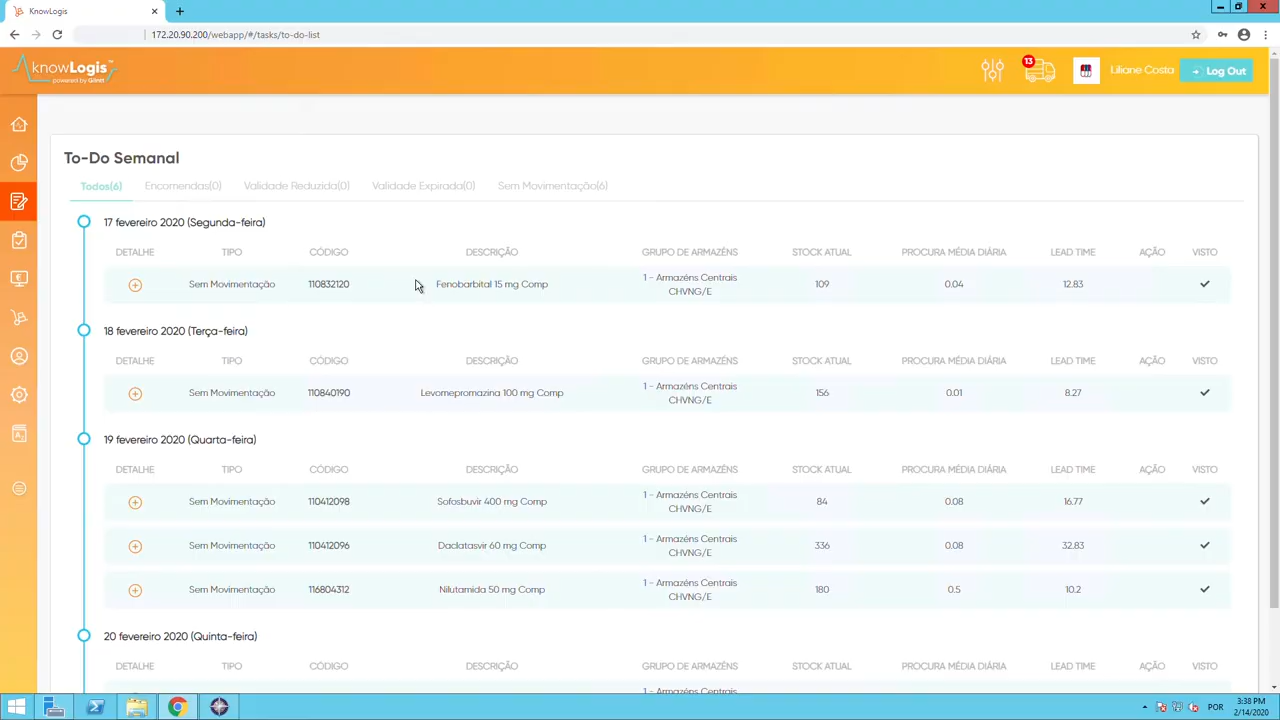 KnowLogis
172.20.90.200/webapp/#/tasks/to-do-list
knowLogis™
powered by Glintt
13
Liliane Costa
Log Out
To-Do Semanal
Todos(6) Encomendas(0) Validade Reduzida(0) Validade Expirada(0) Sem Movimentação(6)
17 fevereiro 2020 (Segunda-feira)
DETALHE TIPO CÓDIGO DESCRIÇÃO GRUPO DE ARMAZÉNS STOCK ATUAL PROCURA MÉDIA DIÁRIA LEAD TIME AÇÃO VISTO
Sem Movimentação 110832120 Fenobarbital 15 mg Comp 1 - Armazéns Centrais 109 0.04 12.83
CHVNG/E
18 fevereiro 2020 (Terça-feira)
DETALHE TIPO CÓDIGO DESCRIÇÃO GRUPO DE ARMAZÉNS STOCK ATUAL PROCURA MÉDIA DIÁRIA LEAD TIME AÇÃO VISTO
Sem Movimentação 110840190 Levomepromazina 100 mg Comp 1 - Armazéns Centrais 156 0.01 8.27
CHVNG/E
19 fevereiro 2020 (Quarta-feira)
DETALHE TIPO CÓDIGO DESCRIÇÃO GRUPO DE ARMAZÉNS STOCK ATUAL PROCURA MÉDIA DIÁRIA LEAD TIME AÇÃO VISTO
Sem Movimentação 110412098 Sofosbuvir 400 mg Comp 1 - Armazéns Centrais 84 0.08 16.77
CHVNG/E
Sem Movimentação 110412096 Daclatasvir 60 mg Comp 1 - Armazéns Centrais 336 0.08 32.83
CHVNG/E
Sem Movimentação 116804312 Nilutamida 50 mg Comp 1 - Armazéns Centrais 180 0.5 10.2
CHVNG/E
20 fevereiro 2020 (Quinta-feira)
DETALHE TIPO CÓDIGO DESCRIÇÃO GRUPO DE ARMAZÉNS STOCK ATUAL PROCURA MÉDIA DIÁRIA LEAD TIME AÇÃO VISTO
1 - Armazéns Centrais
POR
3:38 PM
2/14/2020